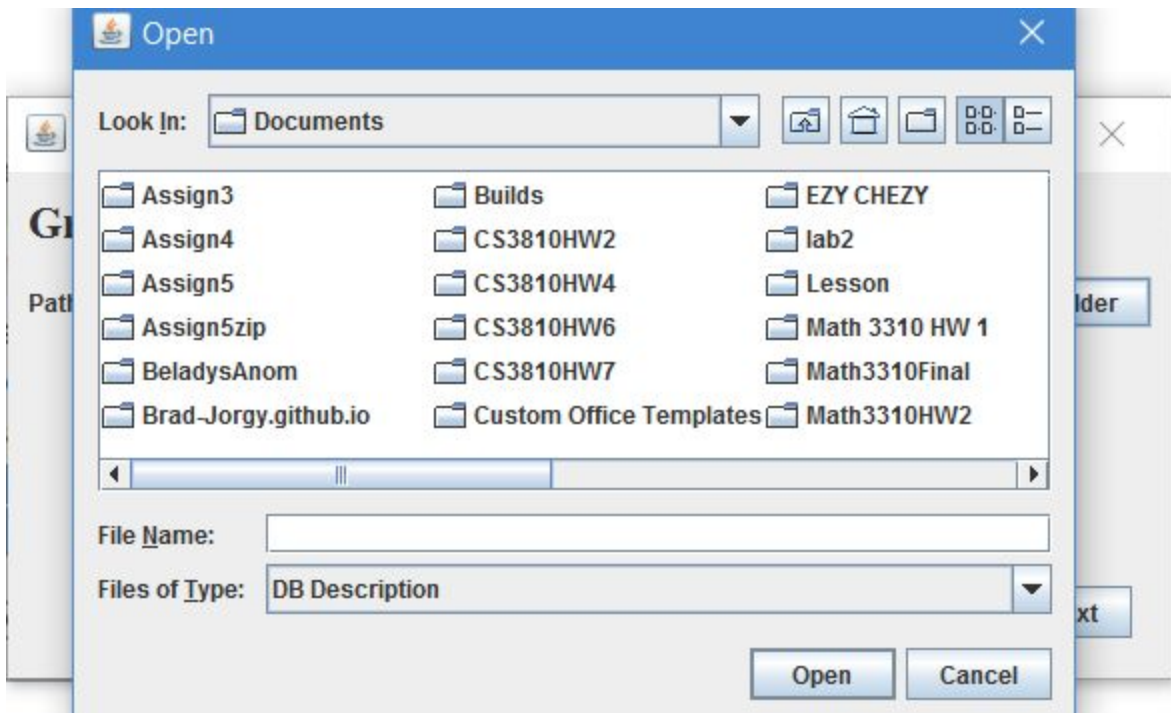 Open
Look In: Documents
Assign3 Builds EZY CHEZY
Assign4 CS3810HW2 lab2
Assign5 CS3810HW4 Lesson
Assign5zip CS3810HW6 Math 3310 HW 1
BeladysAnom CS3810HW7 Math3310Final
Brad-Jorgy.github.io Custom Office Templates Math3310HW2
File Name:
Files of Type: DB Description
Open Cancel